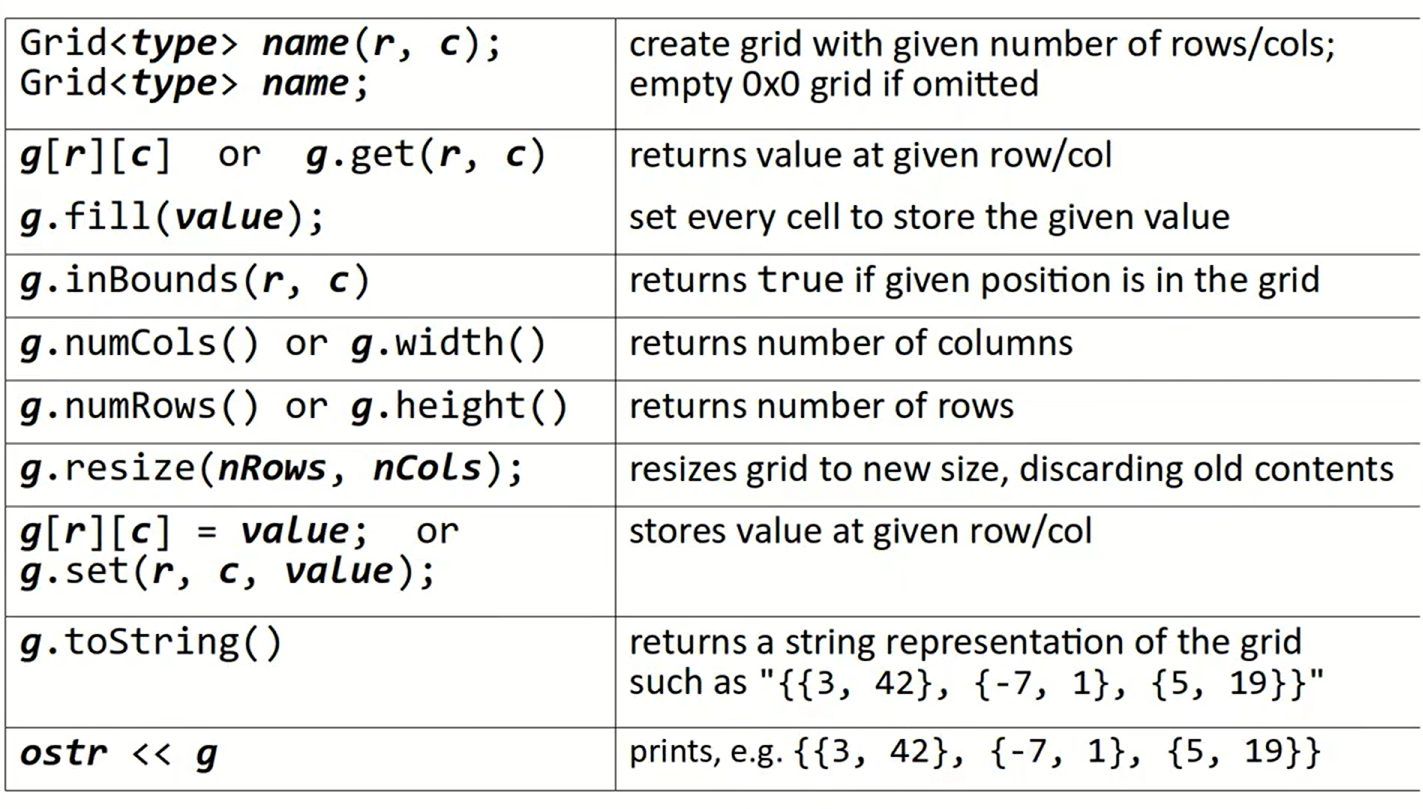 Grid<type> name(r, c);
Grid<type> name;
create grid with given number of rows/cols;
empty 0x0 grid if omitted
g[r][c] or g.get(r, c)
returns value at given row/col
g.fill(value);
set every cell to store the given value
g.inBounds(r, c)
returns true if given position is in the grid
g.numCols() or g.width()
returns number of columns
g.numRows() or g.height()
returns number of rows
g.resize(nRows, nCols);
resizes grid to new size, discarding old contents
g[r][c] = value; or
g.set(r, c, value);
stores value at given row/col
g.toString()
returns a string representation of the grid
such as "{{3, 42}, {-7, 1}, {5, 19}}"
ostr << g
prints, e.g. {{3, 42}, {-7, 1}, {5, 19}}